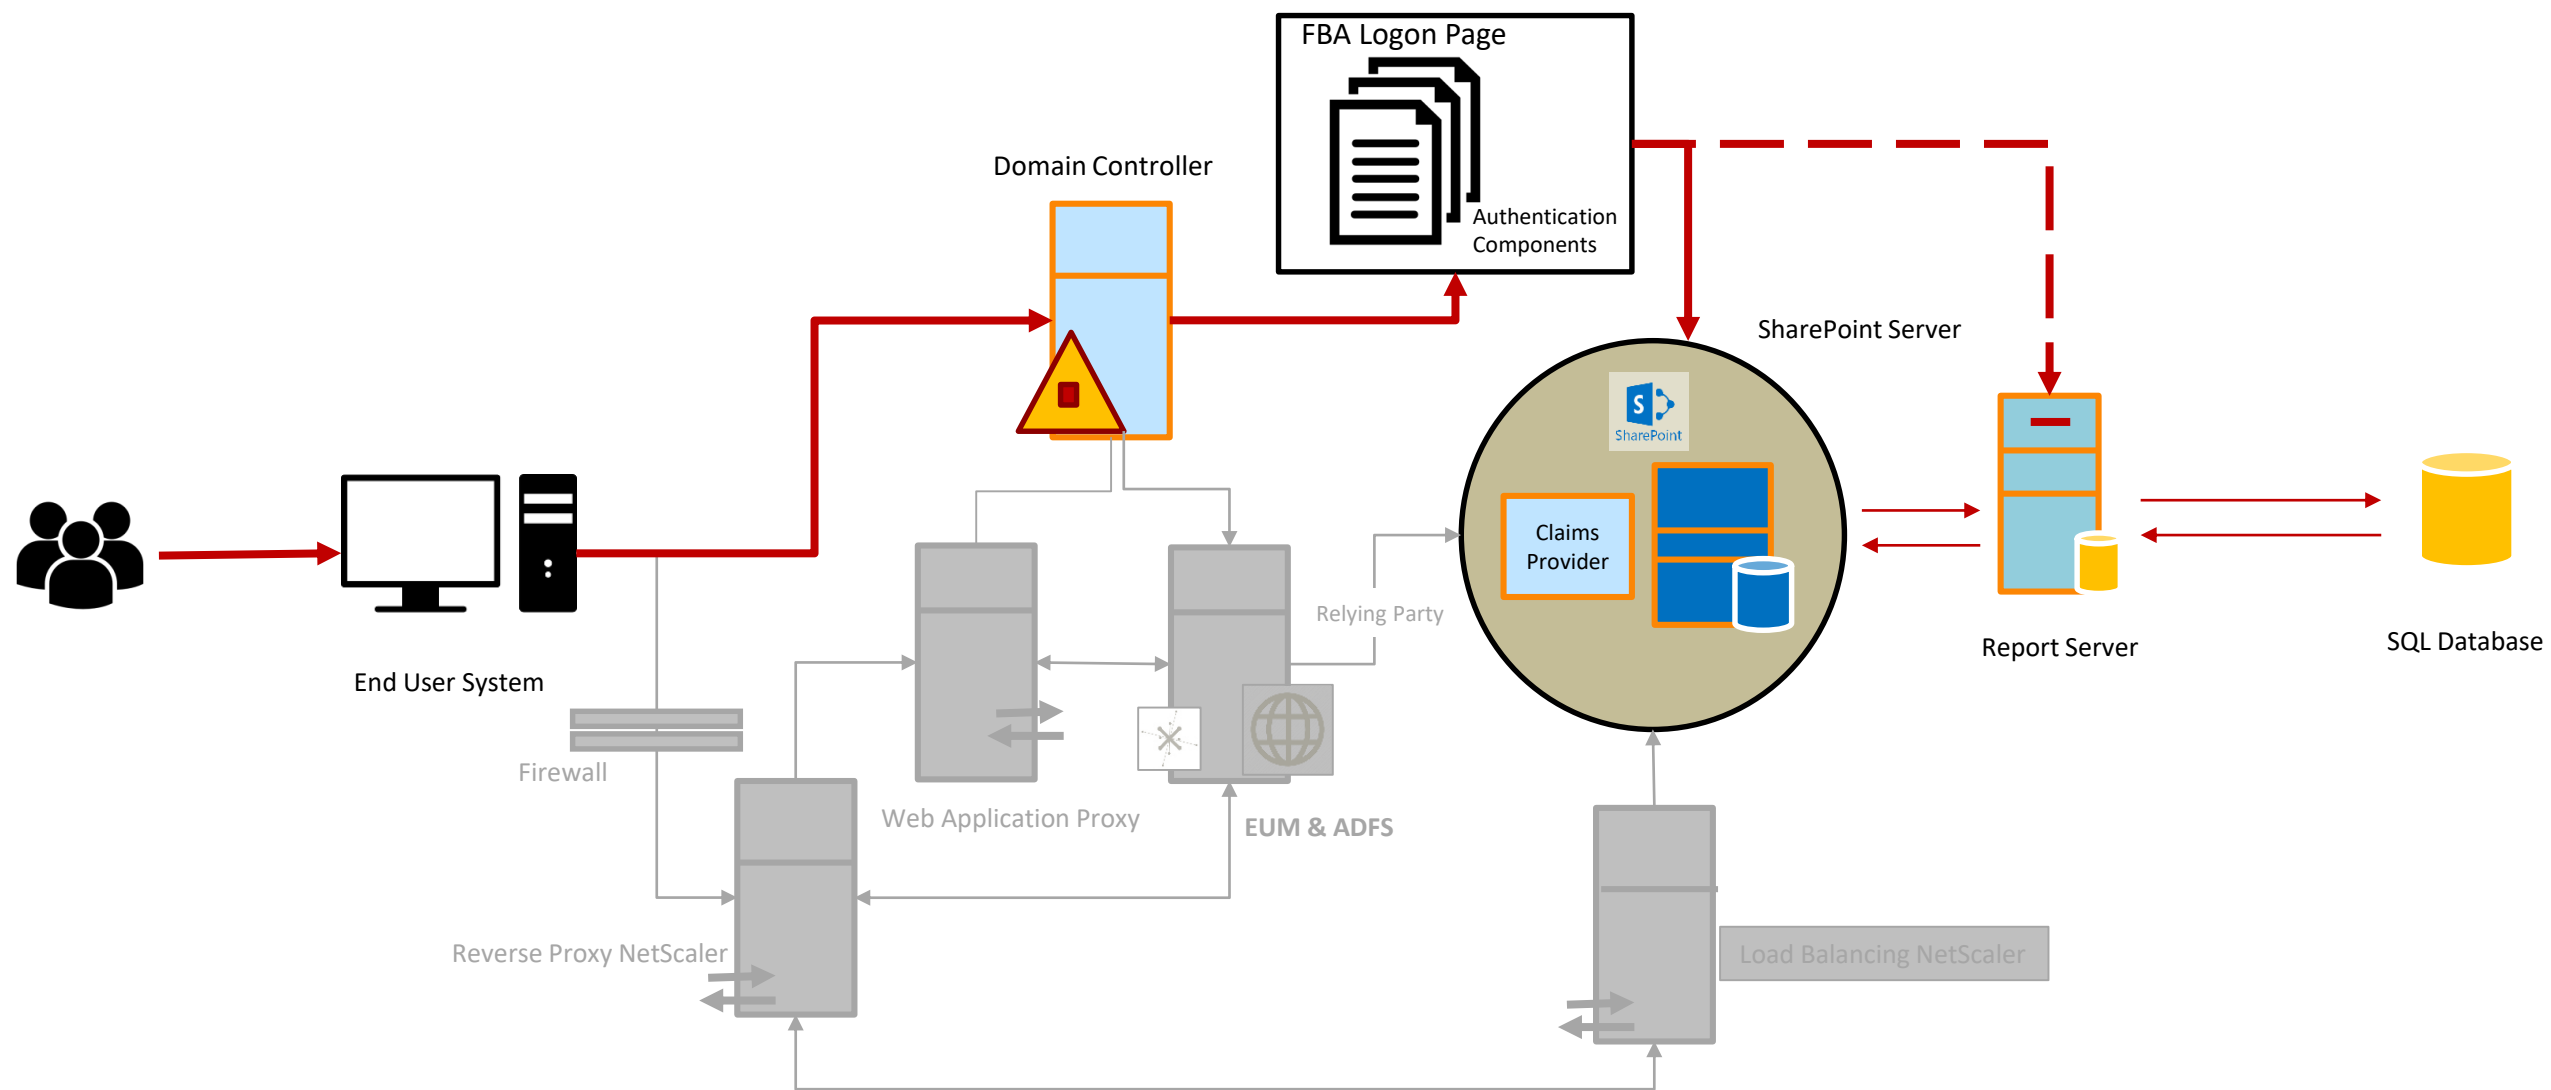 FBA Logon Page
Authentication
Components
Domain Controller
SharePoint Server
S
SharePoint
Claims
Provider
Relying Party
Report Server
SQL Database
End User System
Firewall
Web Application Proxy
EUM & ADFS
Reverse Proxy NetScaler
Load Balancing NetScaler